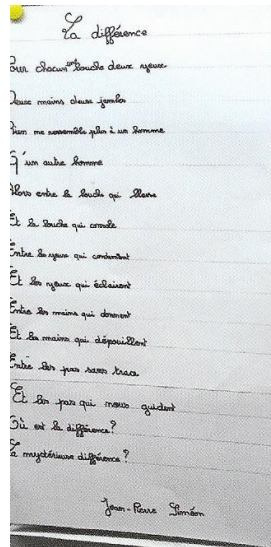 La différence
Pour chacun une bouche deux yeux
Deux mains deux jambes
Rien ne ressemble plus à un homme
Qu'un autre homme
Alors entre la bouche qui blesse
Et la bouche qui console
Entre les yeux qui condamnent
Et les yeux qui éclairent
Entre les mains qui donnent
Et les mains qui dépouillent
Entre les pas sans trace
Et les pas qui nous guident
Où est la différence?
La mystérieuse différence?
Jean-Pierre Siméon